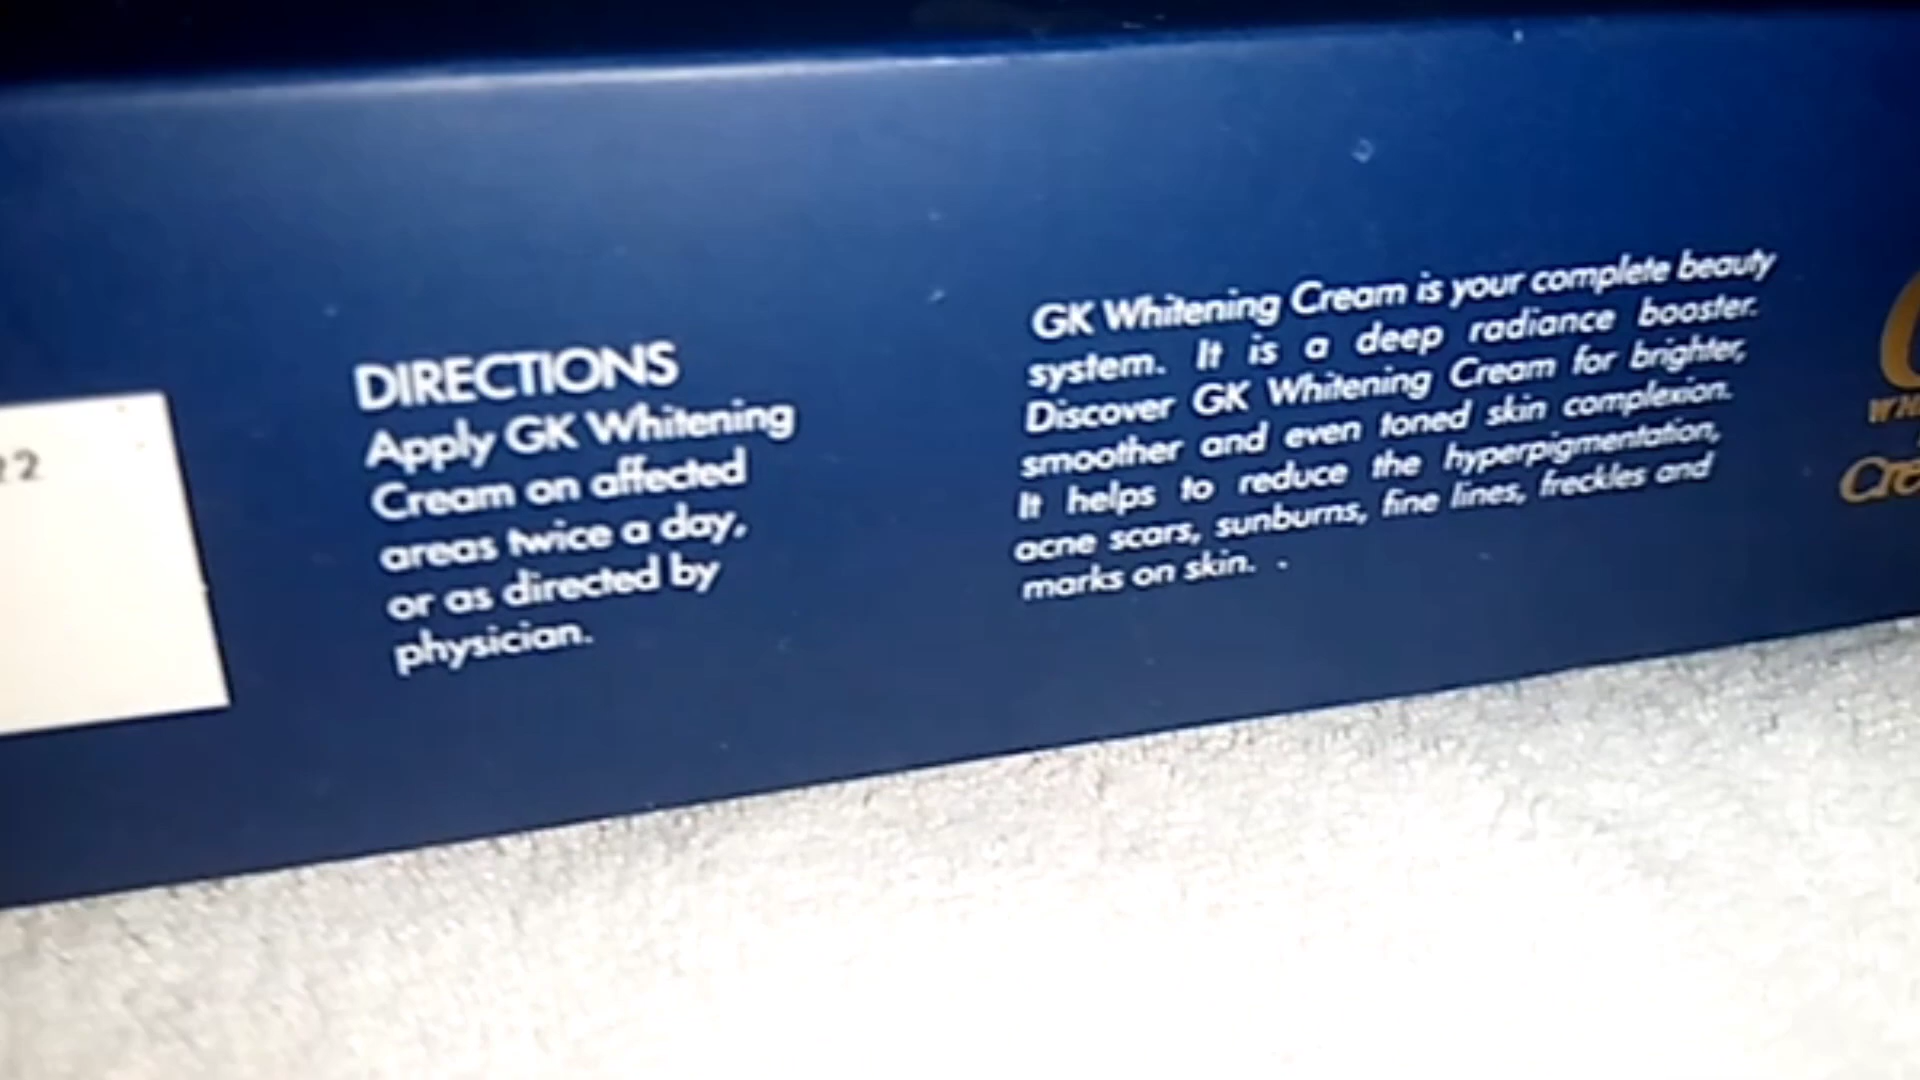 22
DIRECTIONS
Apply GK Whitening
Cream on affected
areas twice a day,
or as directed by
physician.
GK Whitening Cream is your complete beauty
system. It is a deep radiance booster.
Discover GK Whitening Cream for brighter,
smoother and even toned skin complexion.
It helps to reduce the hyperpigmentation,
acne scars, sunburns, fine lines, freckles and
marks on skin. .